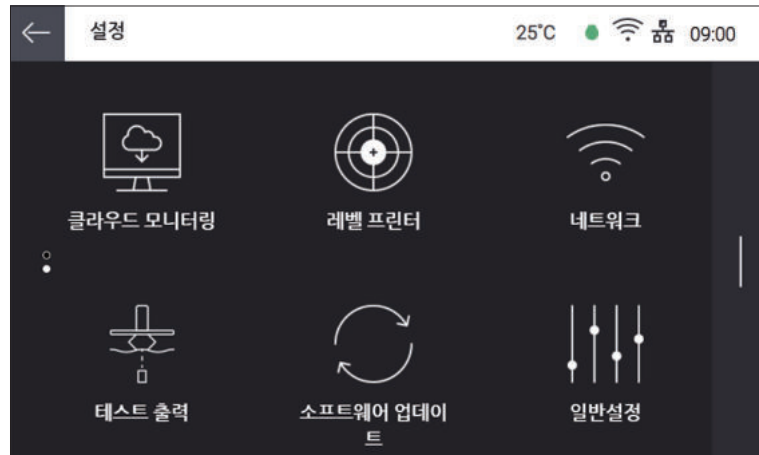 설정
25°C
09:00
클라우드 모니터링
레벨 프린터
네트워크
테스트 출력
소프트웨어 업데이
트
일반설정